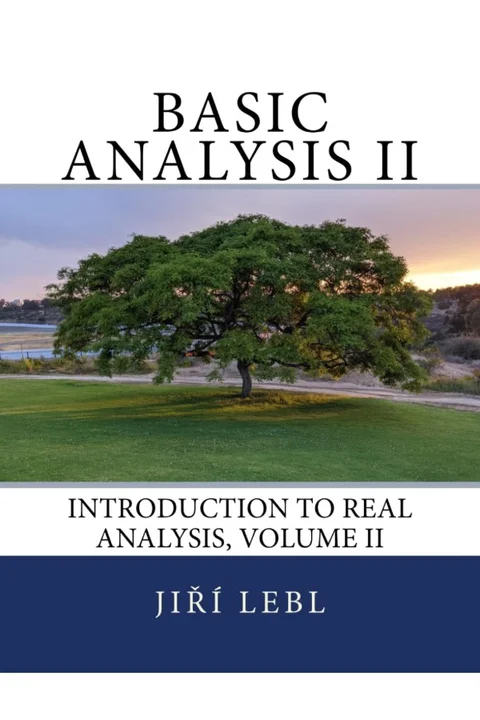 BASIC
ANALYSIS II
INTRODUCTION TO REAL
ANALYSIS, VOLUME II
JIŘÍ LEBL